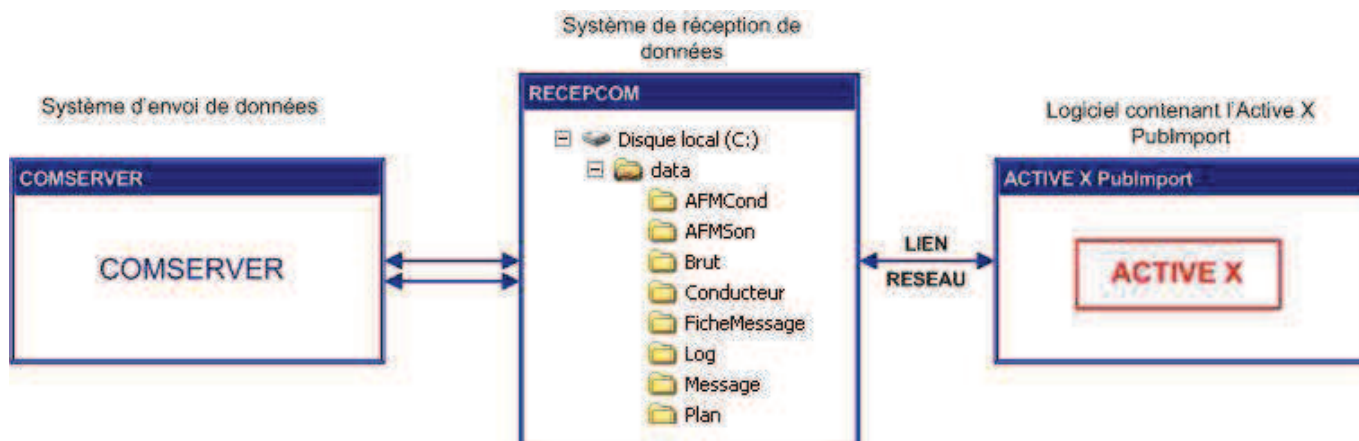 Système d'envoi de données
COMSERVER
COMSERVER
Système de réception de
données
RECEPCOM
Disque local (C:)
data
AFMCond
AFMSon
Brut
Conducteur
FicheMessage
Log
Message
Plan
LIEN
RESEAU
Logiciel contenant l'Active X
PubImport
ACTIVE X PubImport
ACTIVE X